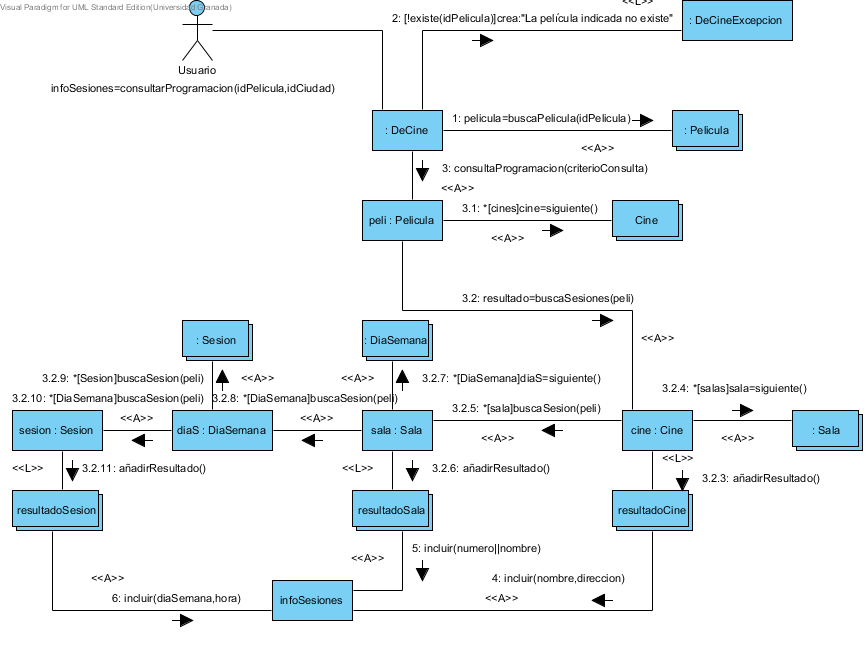 Visual Paradigm for UML Standard Edition(Universidad Granada)
<<L>>
2: [!existe(idPelicula)]crea:"La película indicada no existe"
: DeCineExcepcion
Usuario
infoSesiones=consultarProgramacion(idPelicula,idCiudad)
: DeCine
1: pelicula=buscaPelicula(idPelicula)
: Pelicula
<<A>>
3: consultaProgramacion(criterioConsulta)
<<A>>
peli : Pelicula
3.1: *[cines]cine=siguiente()
Cine
<<A>>
3.2: resultado=buscaSesiones(peli)
: Sesion
: DiaSemana
<<A>>
3.2.9: *[Sesion]buscaSesion(peli)
<<A>>
<<A>>
3.2.7: *[DiaSemana]diaS=siguiente()
3.2.4: *[salas]sala=siguiente()
3.2.10: *[DiaSemana]buscaSesion(peli)
3.2.8: *[DiaSemana]buscaSesion(peli)
3.2.5: *[sala]buscaSesion(peli)
<<A>>
<<A>>
sesion : Sesion
diaS : DiaSemana
sala : Sala
cine : Cine
: Sala
<<A>>
<<A>>
<<L>>
<<L>>
3.2.11: añadirResultado()
<<L>>
3.2.6: añadirResultado()
3.2.3: añadirResultado()
resultadoSesion
resultadoSala
resultadoCine
5: incluir(numero||nombre)
<<A>>
<<A>>
4: incluir(nombre,direccion)
6: incluir(diaSemana,hora)
infoSesiones
<<A>>